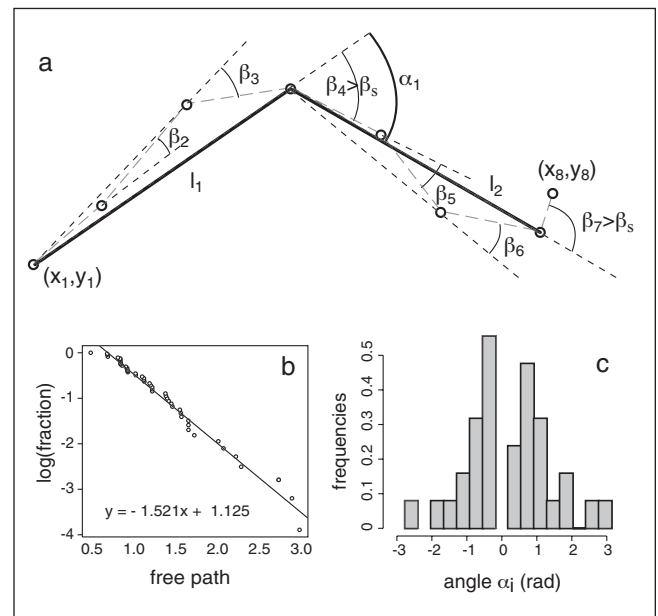 a
β3
β4>βs
α1
β2
l1
l2
(x8,y8)
β5
β7>βs
β6
(x1,y1)
b
log(fraction)
0
-1
-2
-3
-4
y = - 1.521x + 1.125
0.5 1.0 1.5 2.0 2.5 3.0
free path
c
frequencies
0.5
0.4
0.3
0.2
0.1
0
-3 -2 -1 0 1 2 3
angle αi (rad)